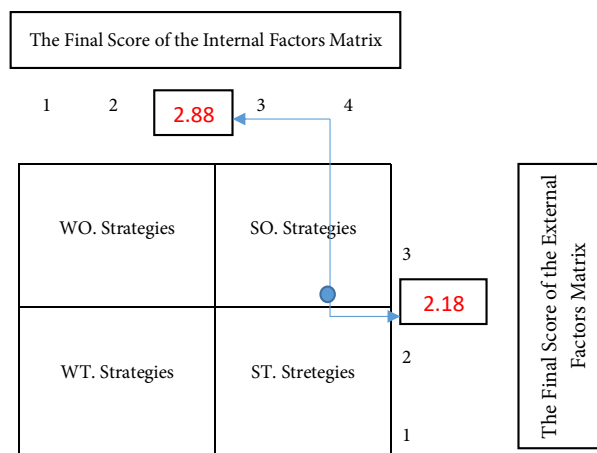 The Final Score of the Internal Factors Matrix
1 2 2.88 3 4
WO. Strategies SO. Strategies
3
2.18
WT. Strategies ST. Stretegies
2
1
The Final Score of the External
Factors Matrix